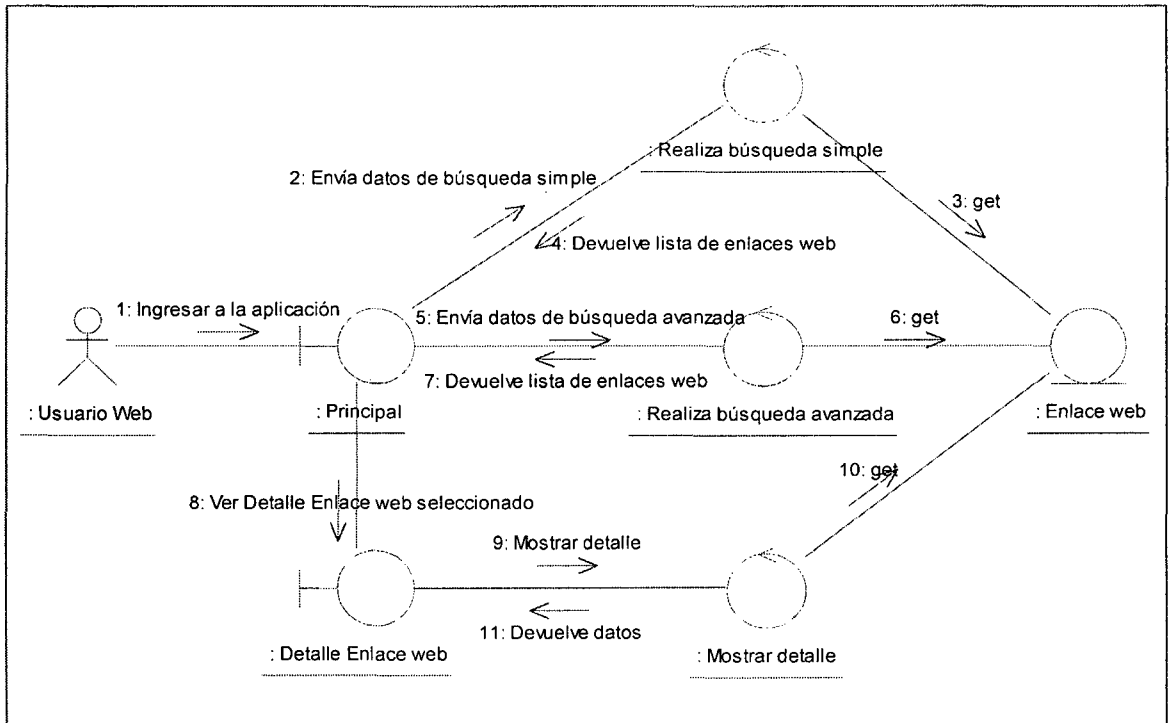 : Realiza búsqueda simple
2: Envía datos de búsqueda simple
3: get
4: Devuelve lista de enlaces web
1: Ingresar a la aplicación
5: Envía datos de búsqueda avanzada
6: get
7: Devuelve lista de enlaces web
: Usuario Web
: Principal
: Realiza búsqueda avanzada
: Enlace web
10: get
8: Ver Detalle Enlace web seleccionado
9: Mostrar detalle
11: Devuelve datos
: Detalle Enlace web
: Mostrar detalle